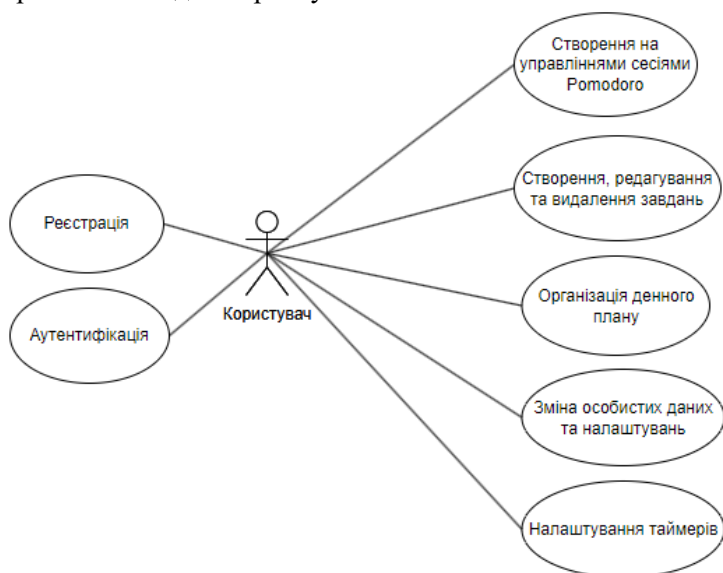 Створення на
управліннями сесіями
Pomodoro
Створення, редагування
та видалення завдань
Реєстрація
Організація денного
плану
Користувач
Аутентифікація
Зміна особистих даних
та налаштувань
Налаштування таймерів